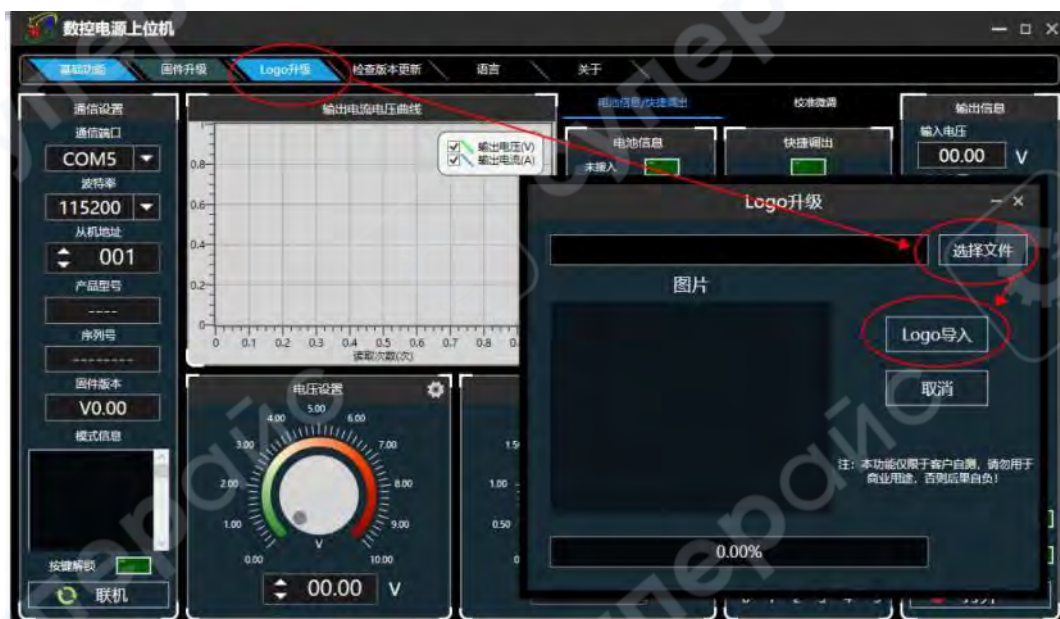 数控电源上位机
基础功能 固件升级 Logo升级 检查版本更新 语言 关于
通信设置
通信端口
COM5
波特率
115200
从机地址
001
产品型号
----
序列号
--------
固件版本
V0.00
模式信息
按键解锁
联机
输出电流电压曲线
输出电压(V)
输出电流(A)
1
0.8
0.6
0.4
0.2
0
0 0.1 0.2 0.3 0.4 0.5 0.6 0.7 0.8
读取次数(次)
电压设置
5.00
4.00 6.00
3.00 7.00
2.00 8.00
1.00 9.00
0.00 V 10.00
00.00 V
1.00
0.50
电池信息/快捷调出 校准微调
电池信息
未接入
快捷调出
输出信息
输入电压
00.00 V
Logo升级
选择文件
图片
Logo导入
取消
注：本功能仅限于客户自测，请勿用于
商业用途，否则后果自负！
0.00%